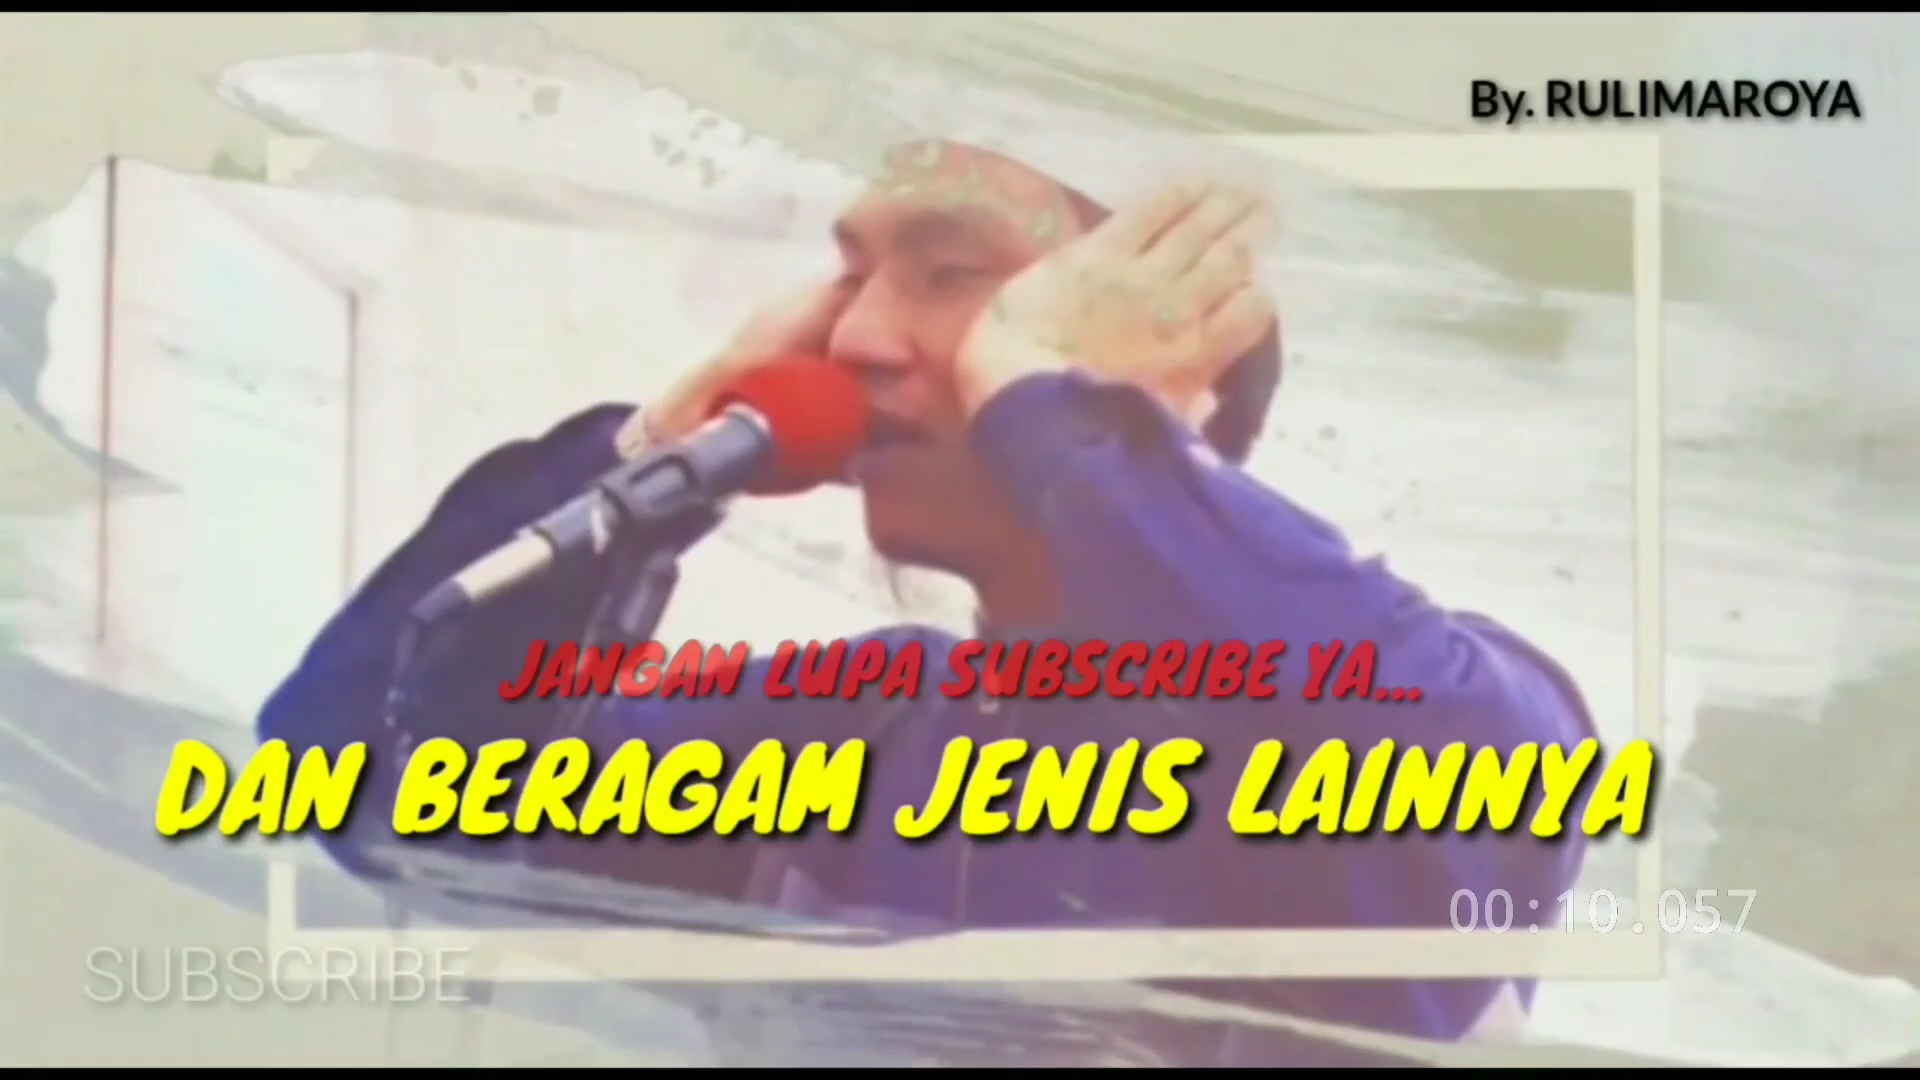 By. RULIMAROYA
JANGAN LUPA SUBSCRIBE YA...
DAN BERAGAM JENIS LAINNYA
00:10.057
SUBSCRIBE